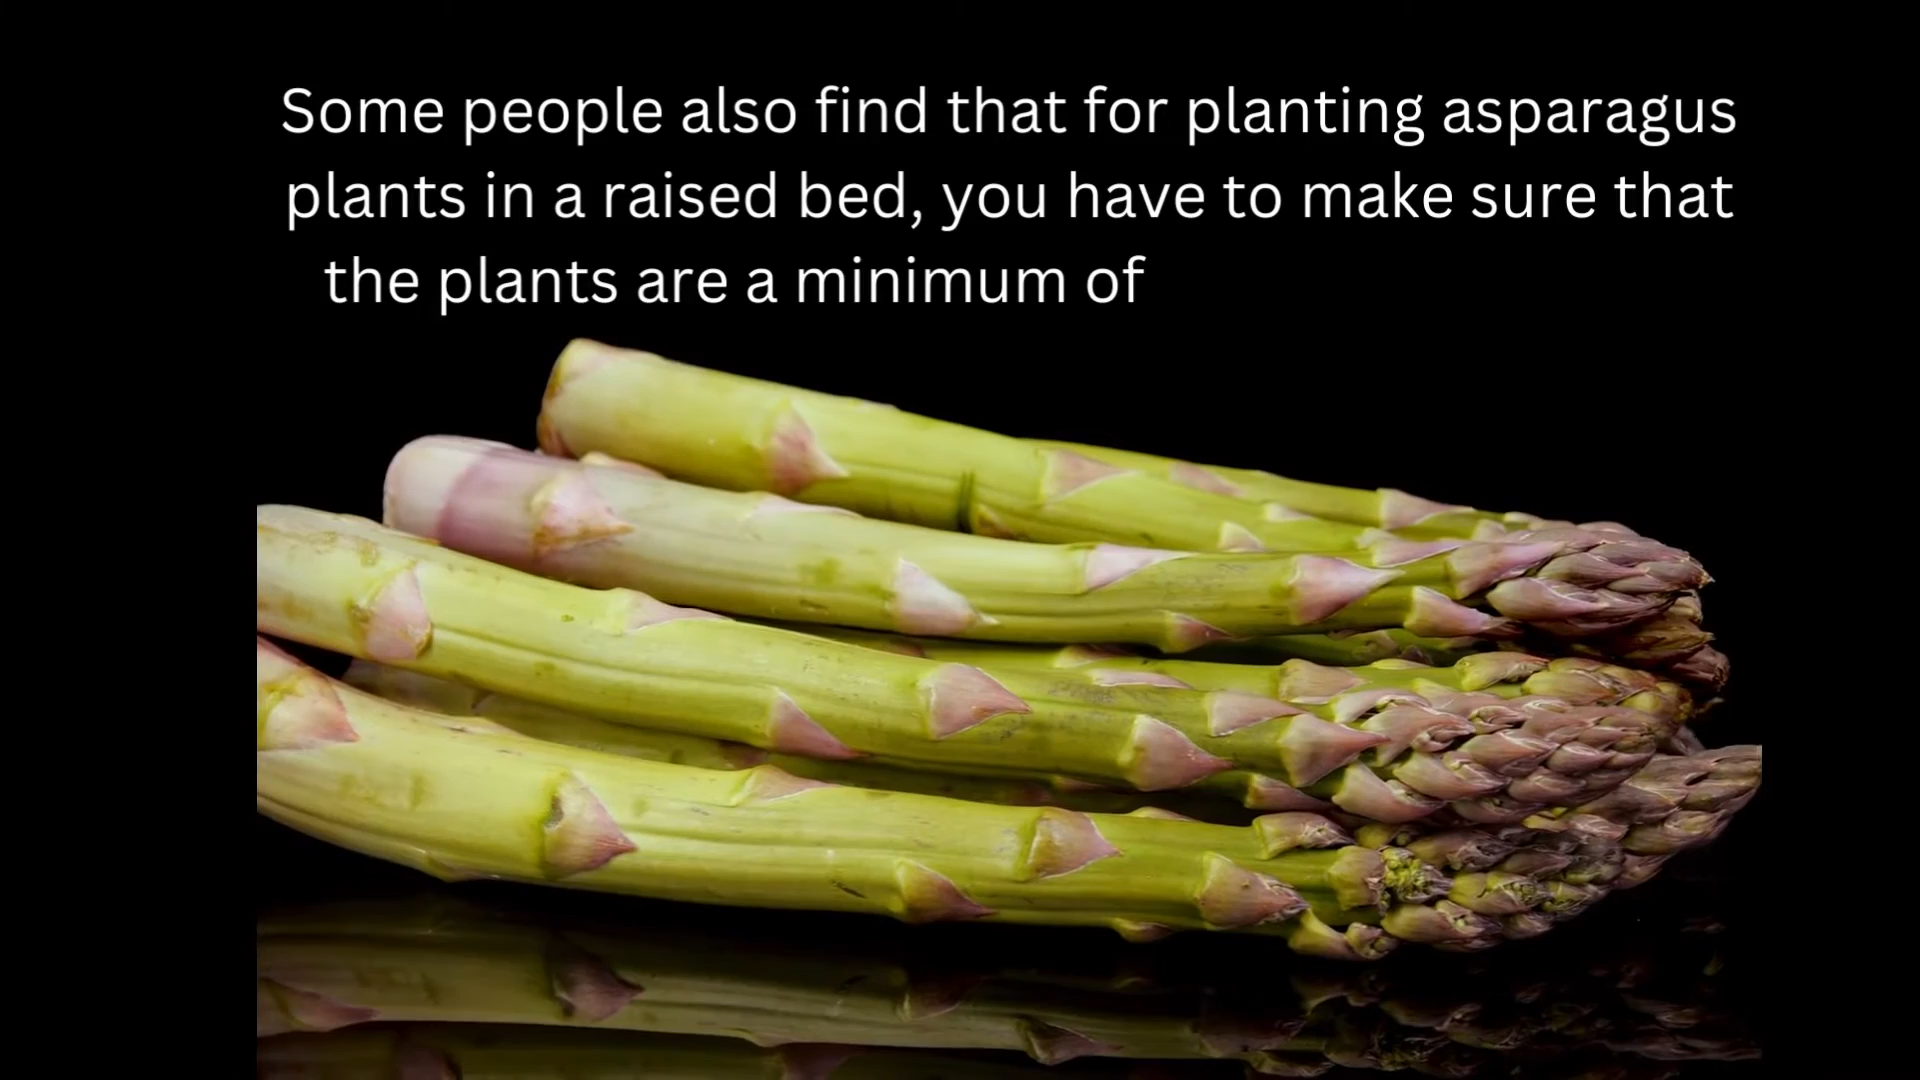 Some people also find that for planting asparagus
plants in a raised bed, you have to make sure that
the plants are a minimum of